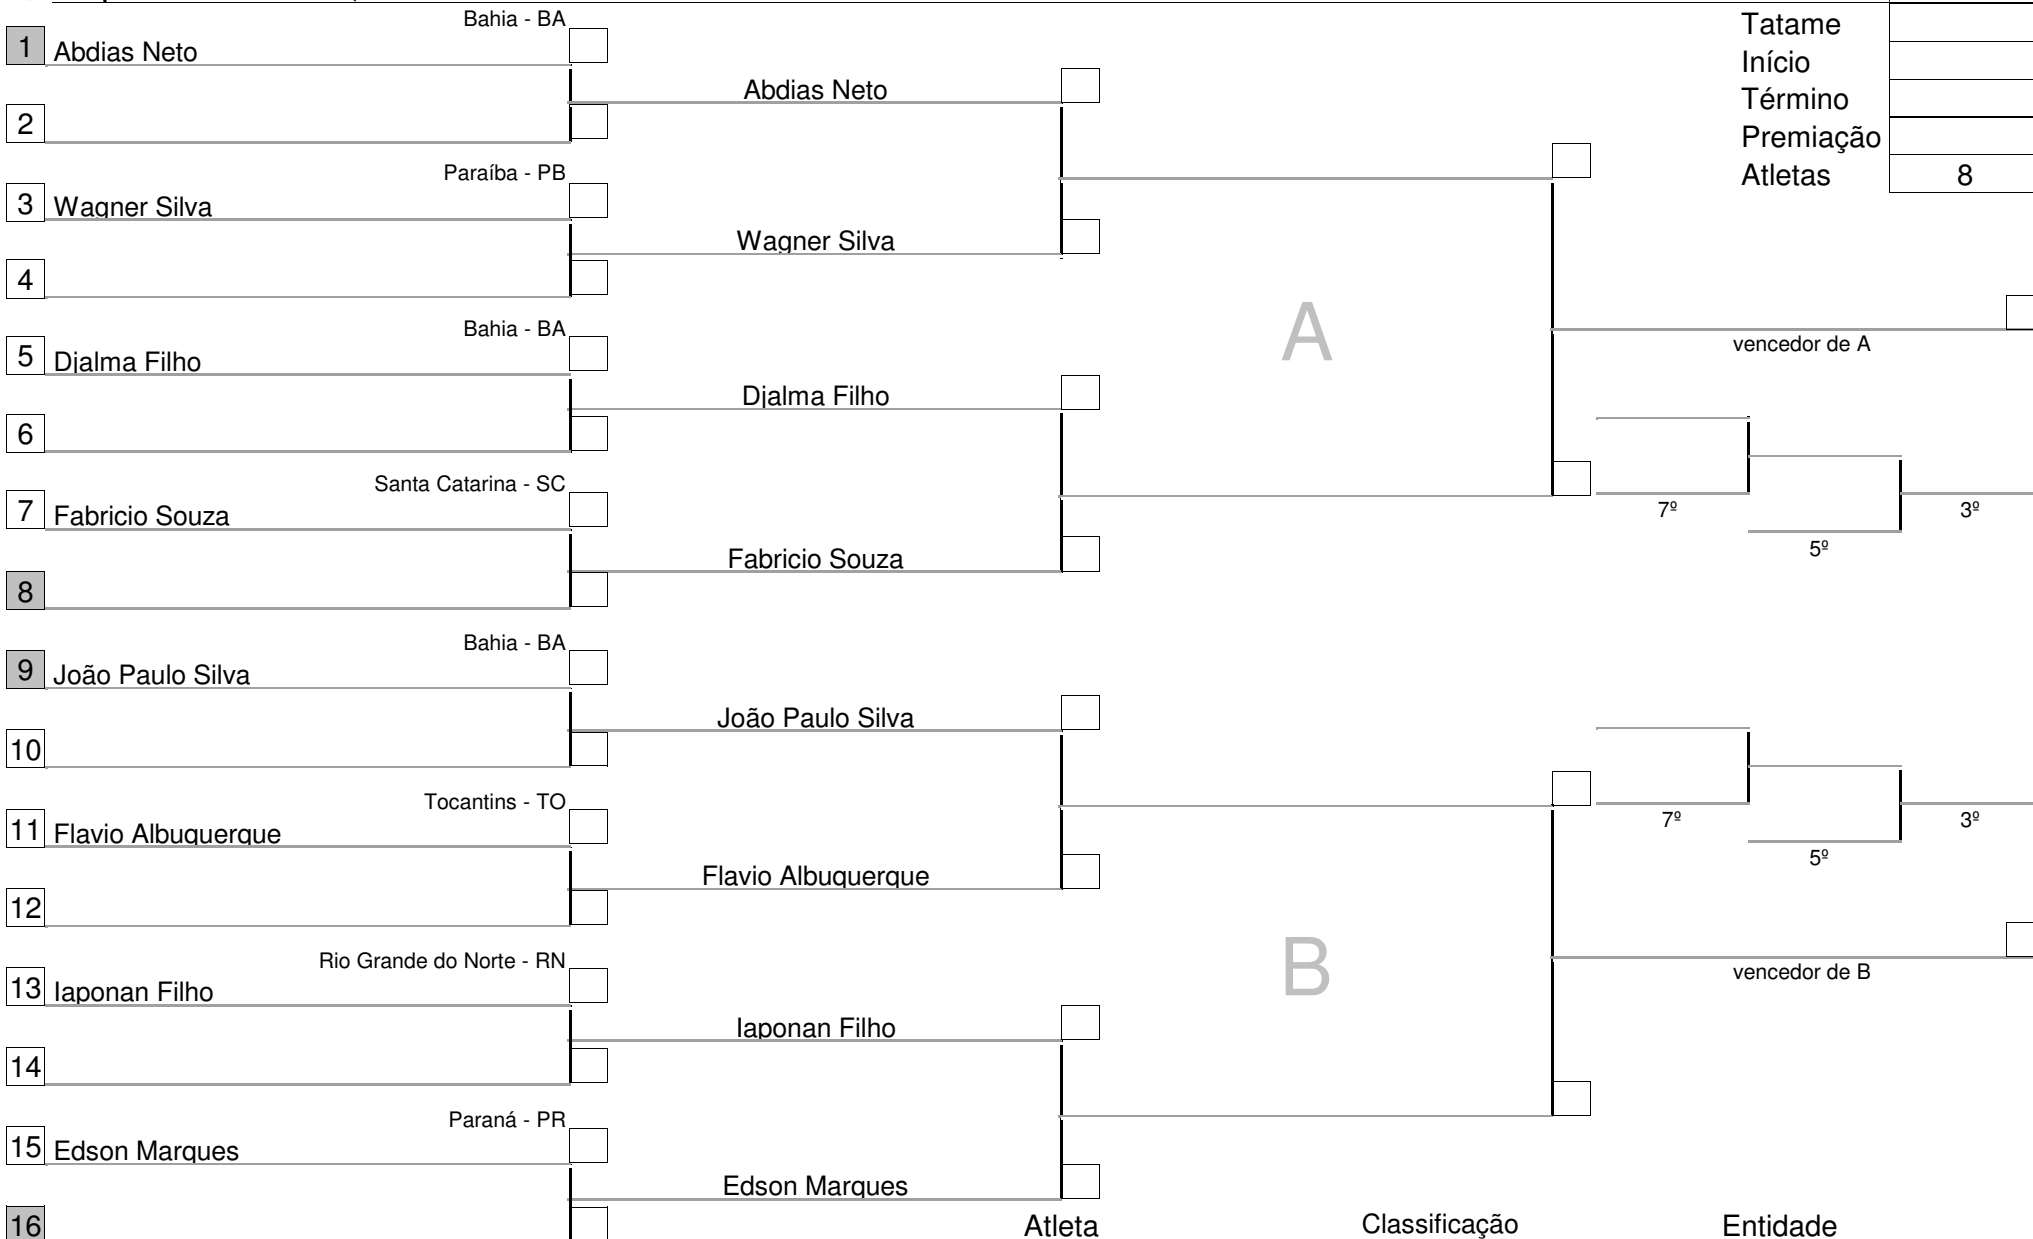 Bahia - BA
1 Abdias Neto
Abdias Neto
2
Paraíba - PB
3 Wagner Silva
Wagner Silva
4
Bahia - BA
5 Djalma Filho
Djalma Filho
6
Santa Catarina - SC
7 Fabricio Souza
Fabricio Souza
8
Bahia - BA
9 João Paulo Silva
João Paulo Silva
10
Tocantins - TO
11 Flavio Albuquerque
Flavio Albuquerque
12
Rio Grande do Norte - RN
13 Iaponan Filho
Iaponan Filho
14
Paraná - PR
15 Edson Marques
Edson Marques
16
A
B
Tatame
Início
Término
Premiação
Atletas 8
vencedor de A
7º
5º
3º
7º
5º
3º
vencedor de B
Atleta Classificação Entidade